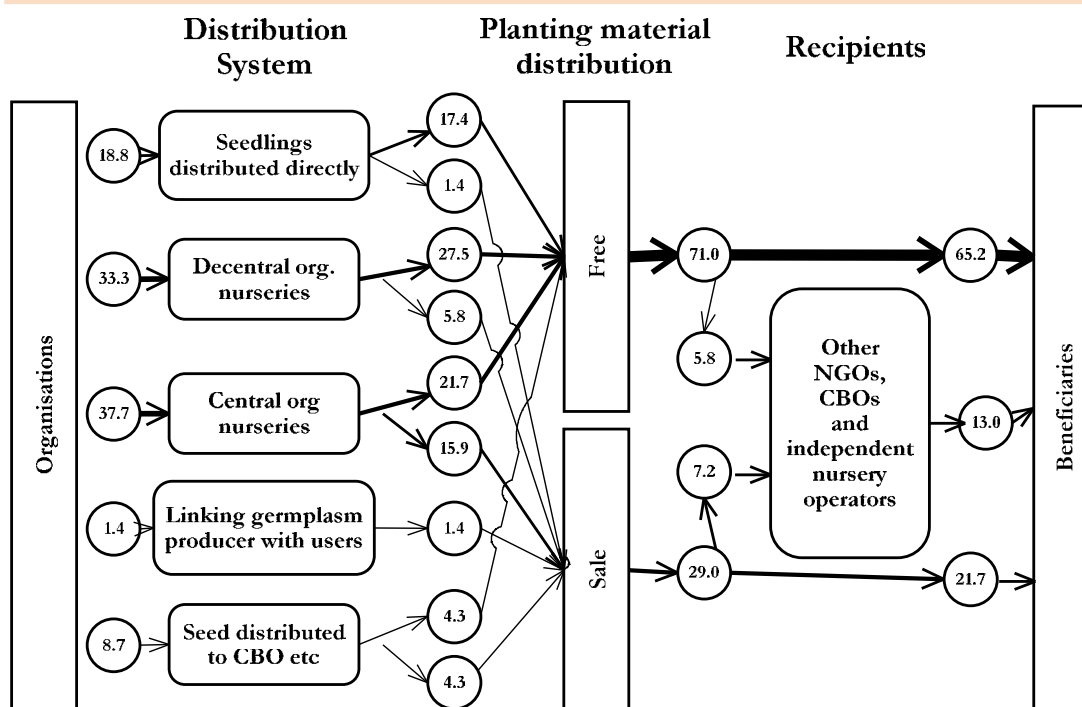 Distribution
System
Planting material
distribution
Recipients
Organisations
18.8
Seedlings
distributed directly
17.4
1.4
33.3
Decentral org.
nurseries
27.5
5.8
37.7
Central org
nurseries
21.7
15.9
1.4
Linking germplasm
producer with users
1.4
8.7
Seed distributed
to CBO etc
4.3
4.3
Free
Sale
71.0
5.8
7.2
29.0
Other
NGOs,
CBOs
and
independent
nursery
operators
65.2
13.0
21.7
Beneficiaries